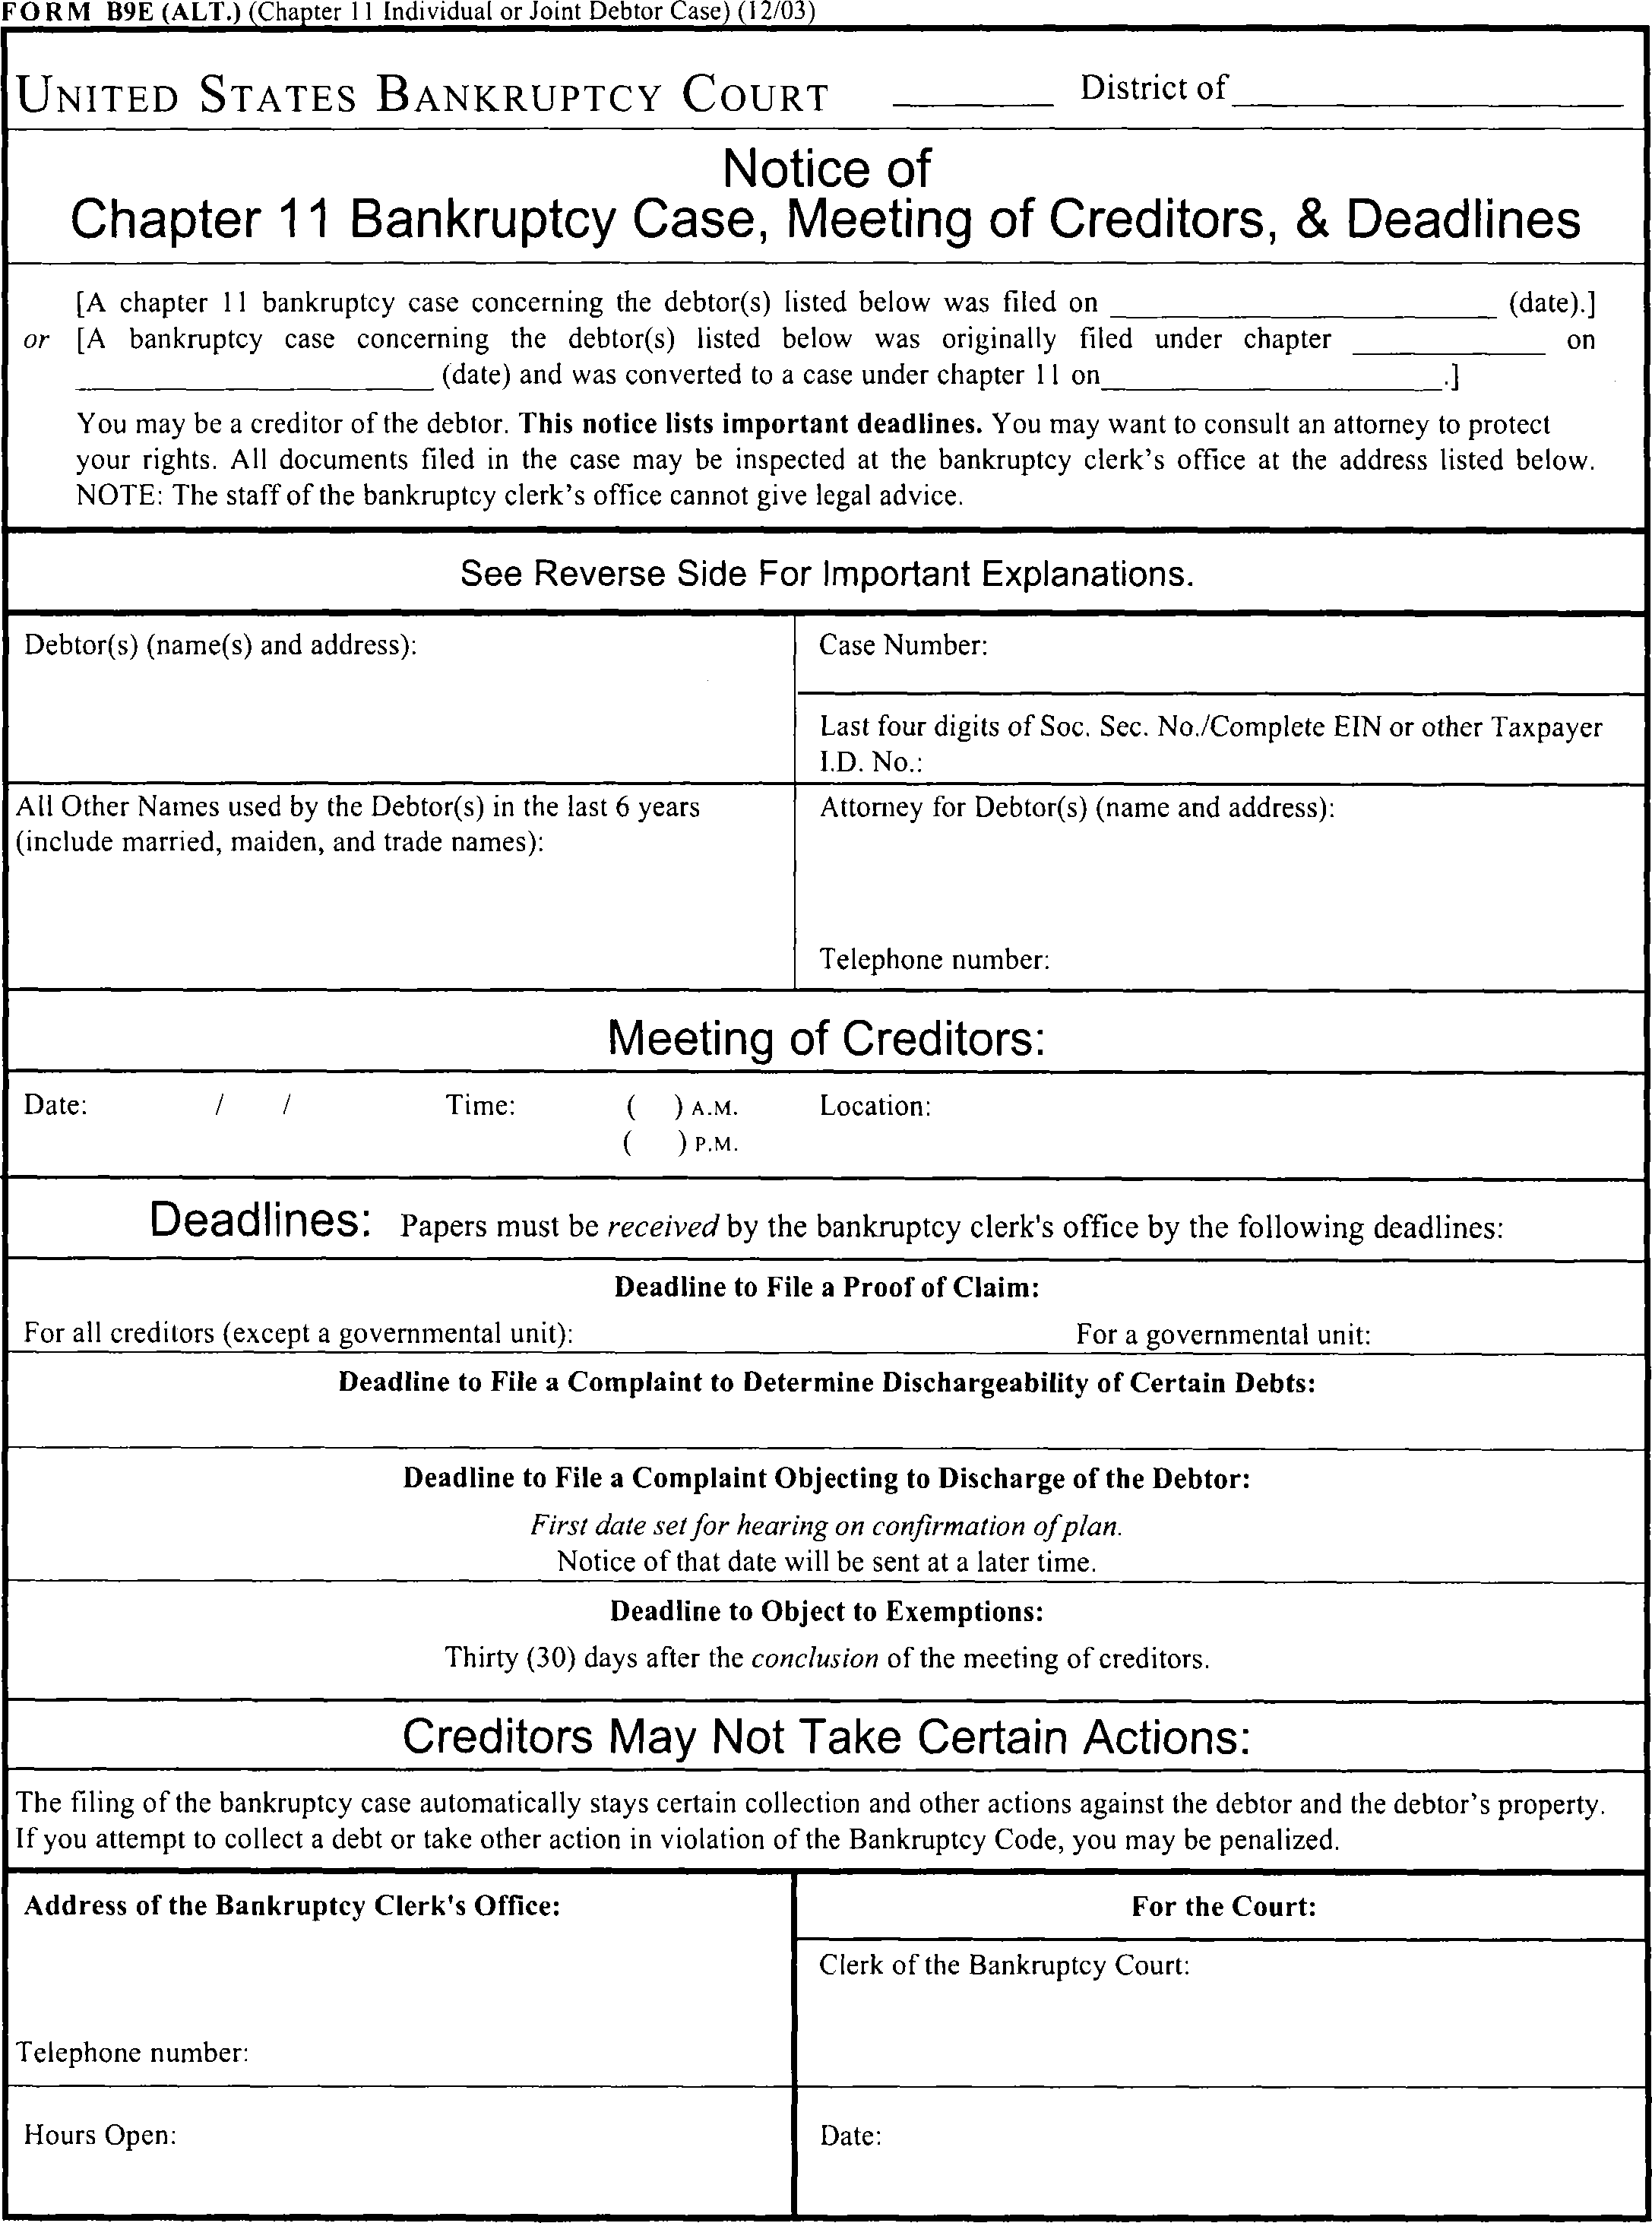 FORM B9E (ALT.) (Chapter 11 Individual or Joint Debtor Case) (12/03)
UNITED STATES BANKRUPTCY COURT ________ District of ________
Notice of
Chapter 11 Bankruptcy Case, Meeting of Creditors, & Deadlines
[A chapter 11 bankruptcy case concerning the debtor(s) listed below was filed on ________ (date).]
or [A bankruptcy case concerning the debtor(s) listed below was originally filed under chapter ________ on
________ (date) and was converted to a case under chapter 11 on________.]
You may be a creditor of the debtor. This notice lists important deadlines. You may want to consult an attorney to protect
your rights. All documents filed in the case may be inspected at the bankruptcy clerk's office at the address listed below.
NOTE: The staff of the bankruptcy clerk's office cannot give legal advice.
See Reverse Side For Important Explanations.
Debtor(s) (name(s) and address):
Case Number:
Last four digits of Soc. Sec. No./Complete EIN or other Taxpayer
I.D. No.:
All Other Names used by the Debtor(s) in the last 6 years
(include married, maiden, and trade names):
Attorney for Debtor(s) (name and address):
Telephone number:
Meeting of Creditors:
Date: / / Time: ( ) A.M. Location:
( ) P.M.
Deadlines: Papers must be received by the bankruptcy clerk's office by the following deadlines:
Deadline to File a Proof of Claim:
For all creditors (except a governmental unit): For a governmental unit:
Deadline to File a Complaint to Determine Dischargeability of Certain Debts:
Deadline to File a Complaint Objecting to Discharge of the Debtor:
First date set for hearing on confirmation of plan.
Notice of that date will be sent at a later time.
Deadline to Object to Exemptions:
Thirty (30) days after the conclusion of the meeting of creditors.
Creditors May Not Take Certain Actions:
The filing of the bankruptcy case automatically stays certain collection and other actions against the debtor and the debtor's property.
If you attempt to collect a debt or take other action in violation of the Bankruptcy Code, you may be penalized.
Address of the Bankruptcy Clerk's Office:
Telephone number:
For the Court:
Clerk of the Bankruptcy Court:
Hours Open:
Date: